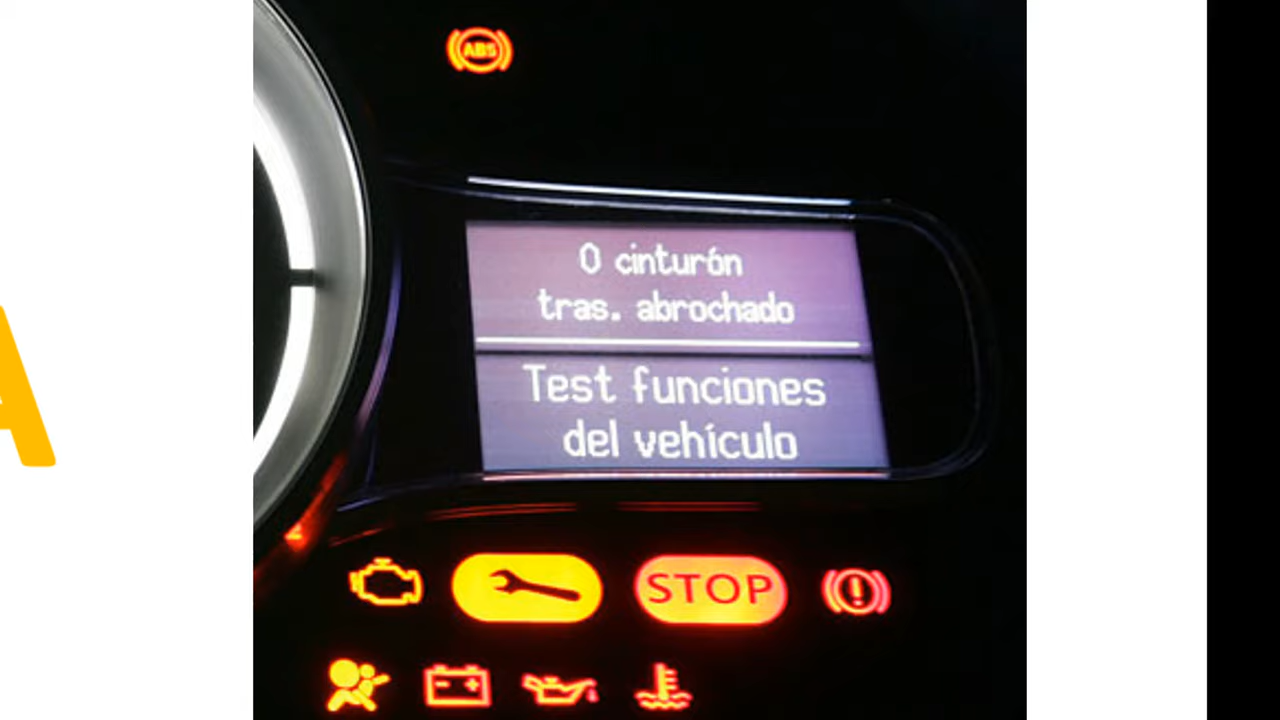 ABS
0 cinturón
tras. abrochado
Test funciones
del vehículo
STOP
A